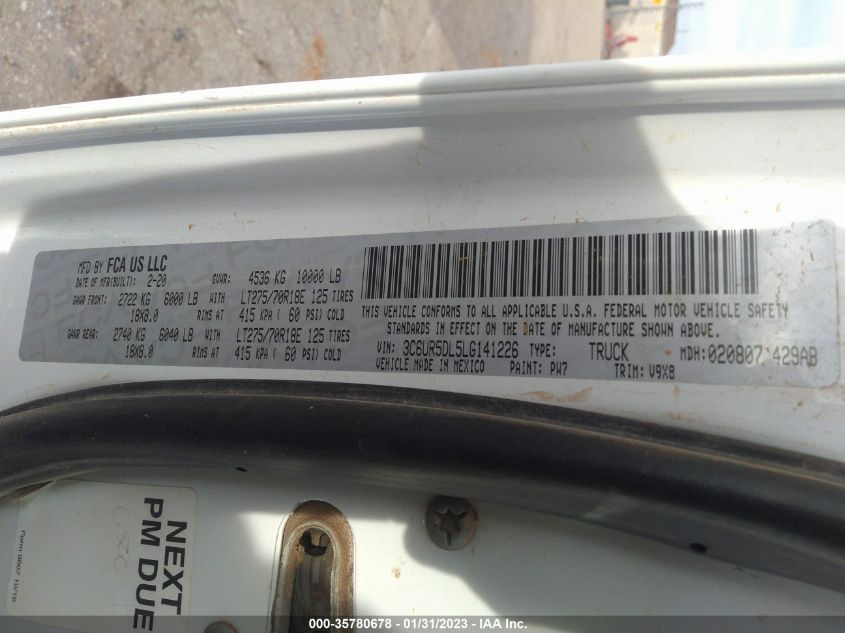 MFD BY FCA US LLC
DATE OF MFR(BUILT): 2-20 GVWR: 4536 KG 10000 LB
GAWR FRONT: 2722 KG 6000 LB WITH LT275/70R18E 125 TIRES
18X8.0 RIMS AT 415 KPA ( 60 PSI) COLD
GAWR REAR: 2740 KG 6040 LB WITH LT275/70R18E 125 TIRES
18X8.0 RIMS AT 415 KPA ( 60 PSI) COLD
THIS VEHICLE CONFORMS TO ALL APPLICABLE U.S.A. FEDERAL MOTOR VEHICLE SAFETY
STANDARDS IN EFFECT ON THE DATE OF MANUFACTURE SHOWN ABOVE.
VIN: 3C6UR5DL5LG141226 TYPE: TRUCK MDH:020807 429AB
VEHICLE MADE IN MEXICO PAINT: PW7 TRIM: V9X8
NEXT
PM DUE
Form 9007 10/16
000-35780678 - 01/31/2023 - IAA Inc.